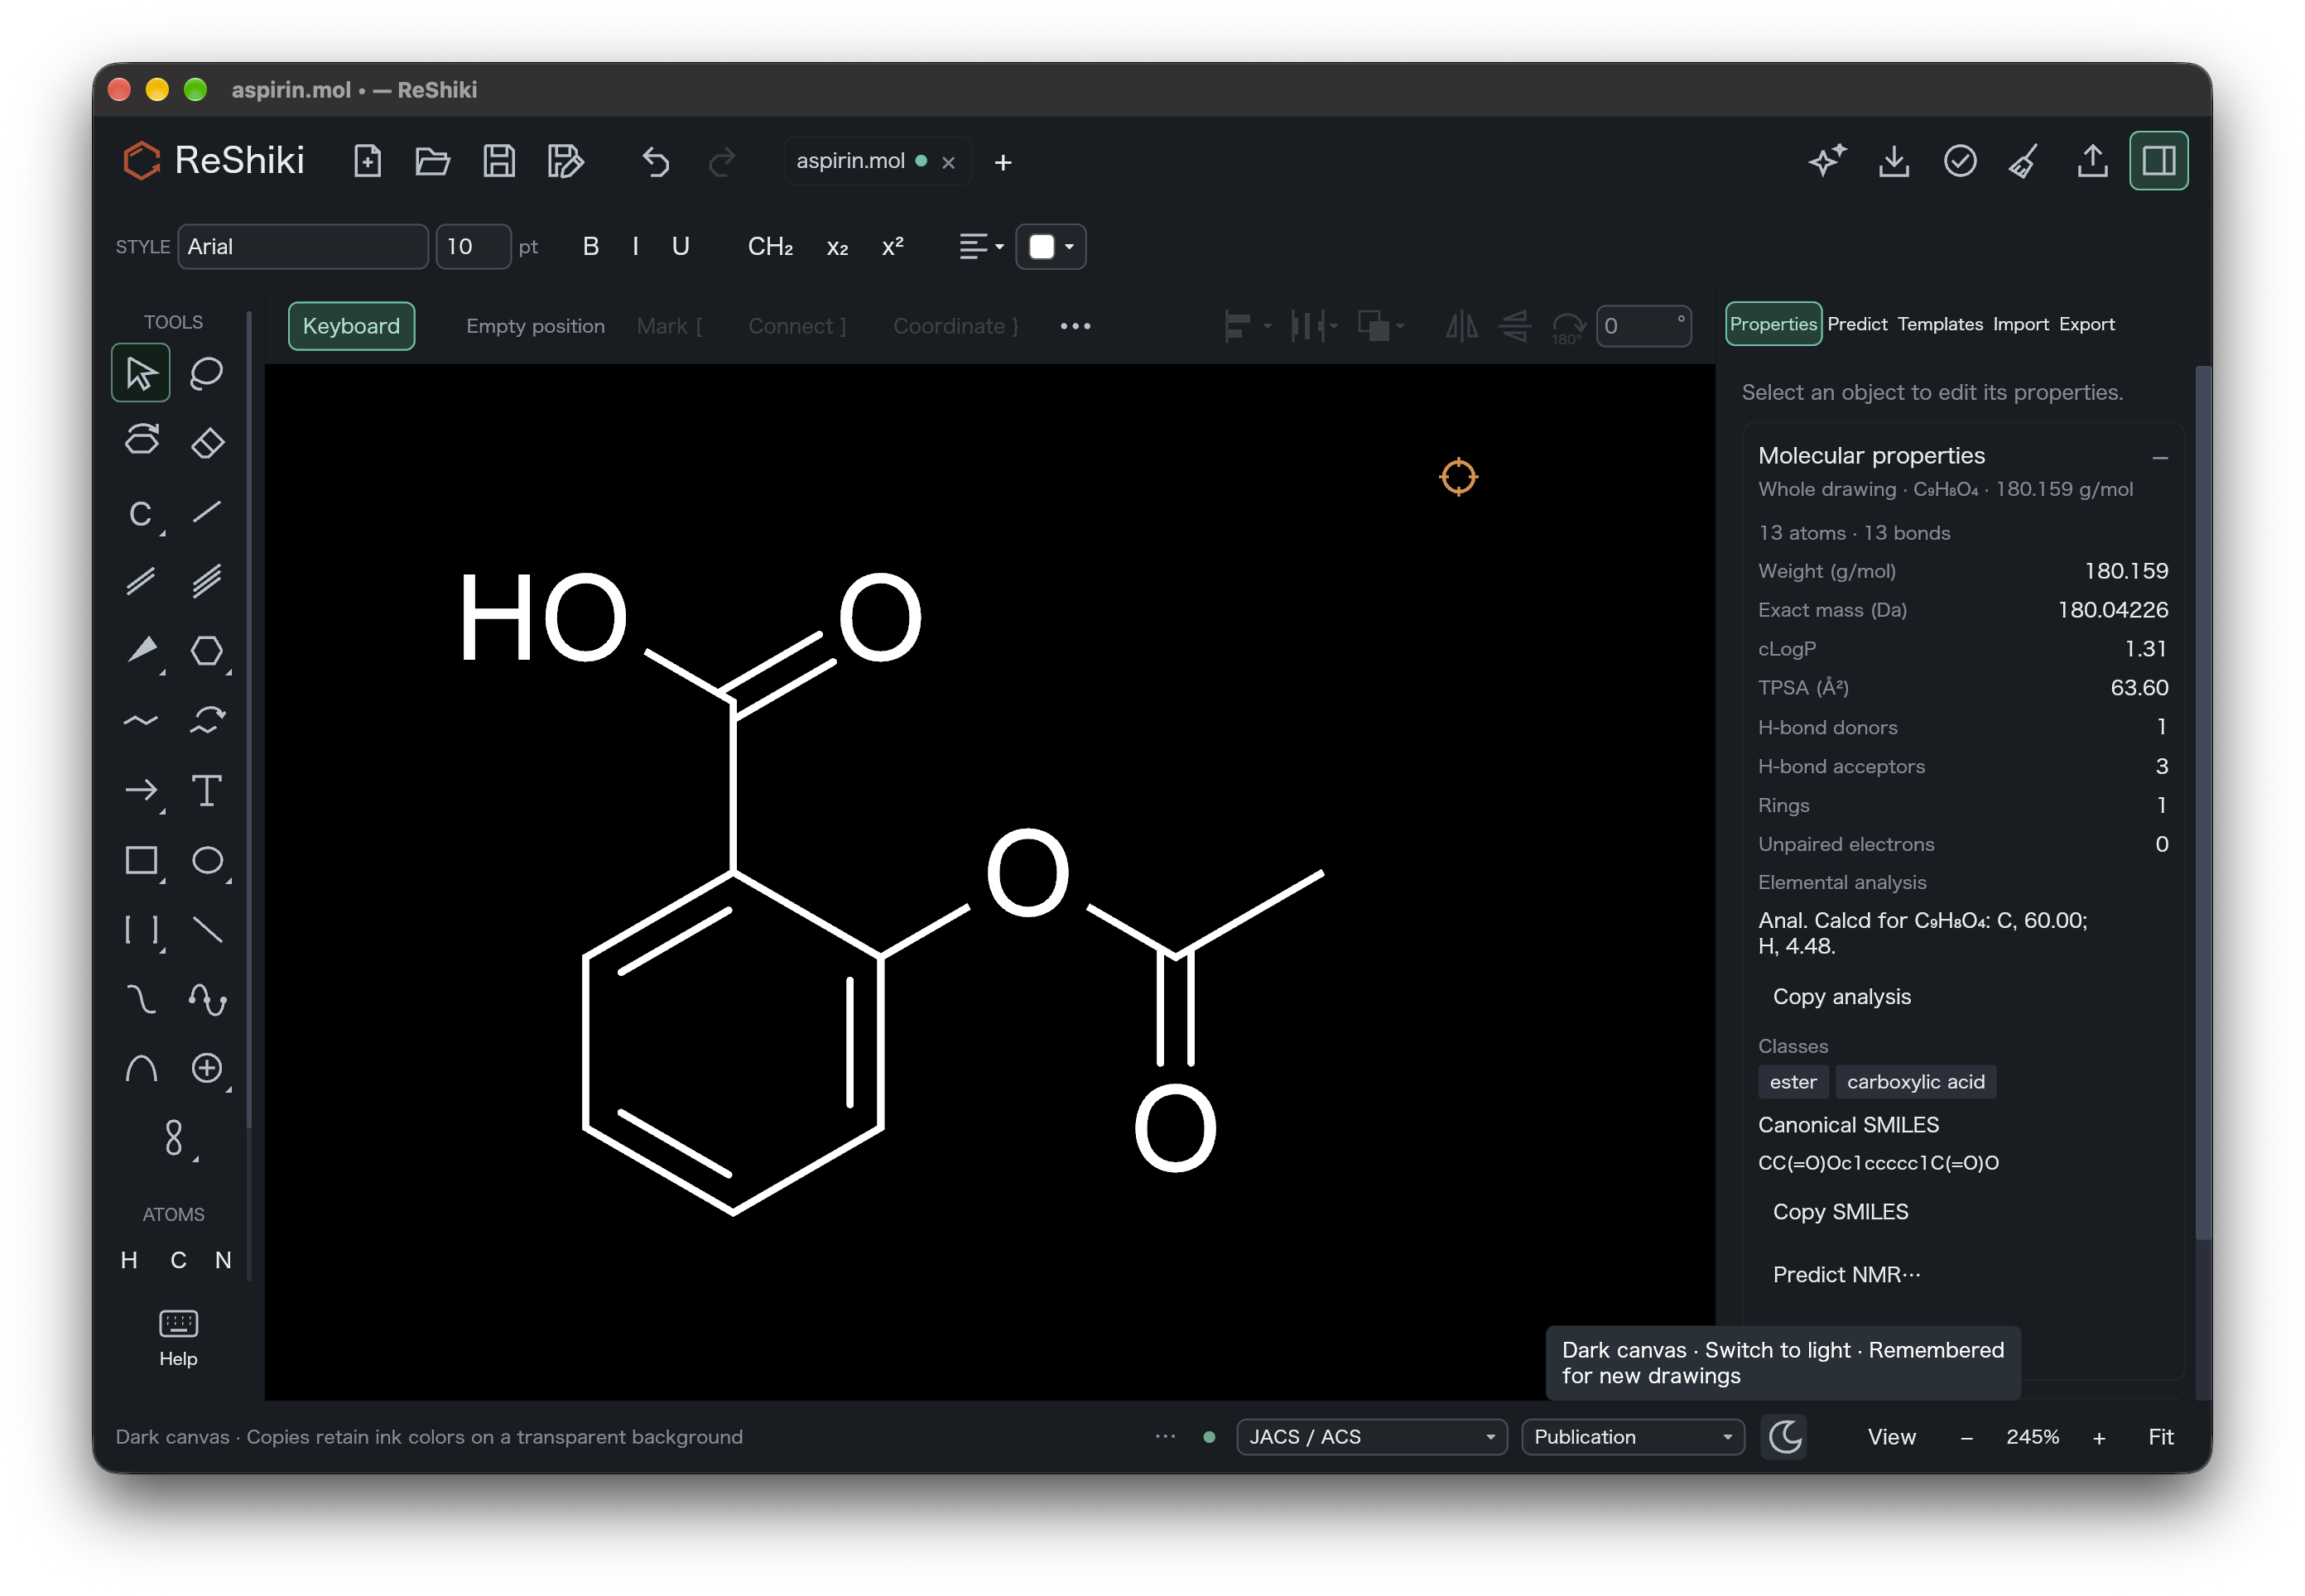 aspirin.mol • — ReShiki
ReShiki
aspirin.mol
STYLE Arial 10 pt B I U CH₂ x₂ x²
TOOLS
Keyboard Empty position Mark [ Connect ] Coordinate } ••• 180° 0 °
Properties Predict Templates Import Export
C
T
HO
O
O
O
Select an object to edit its properties.
Molecular properties
Whole drawing · C₉H₈O₄ · 180.159 g/mol
13 atoms · 13 bonds
Weight (g/mol) 180.159
Exact mass (Da) 180.04226
cLogP 1.31
TPSA (Å²) 63.60
H-bond donors 1
H-bond acceptors 3
Rings 1
Unpaired electrons 0
Elemental analysis
Anal. Calcd for C₉H₈O₄: C, 60.00;
H, 4.48.
Copy analysis
Classes
ester carboxylic acid
Canonical SMILES
CC(=O)Oc1ccccc1C(=O)O
Copy SMILES
Predict NMR···
ATOMS
H C N
Help
Dark canvas · Switch to light · Remembered
for new drawings
Dark canvas · Copies retain ink colors on a transparent background
··· JACS / ACS Publication View − 245% + Fit